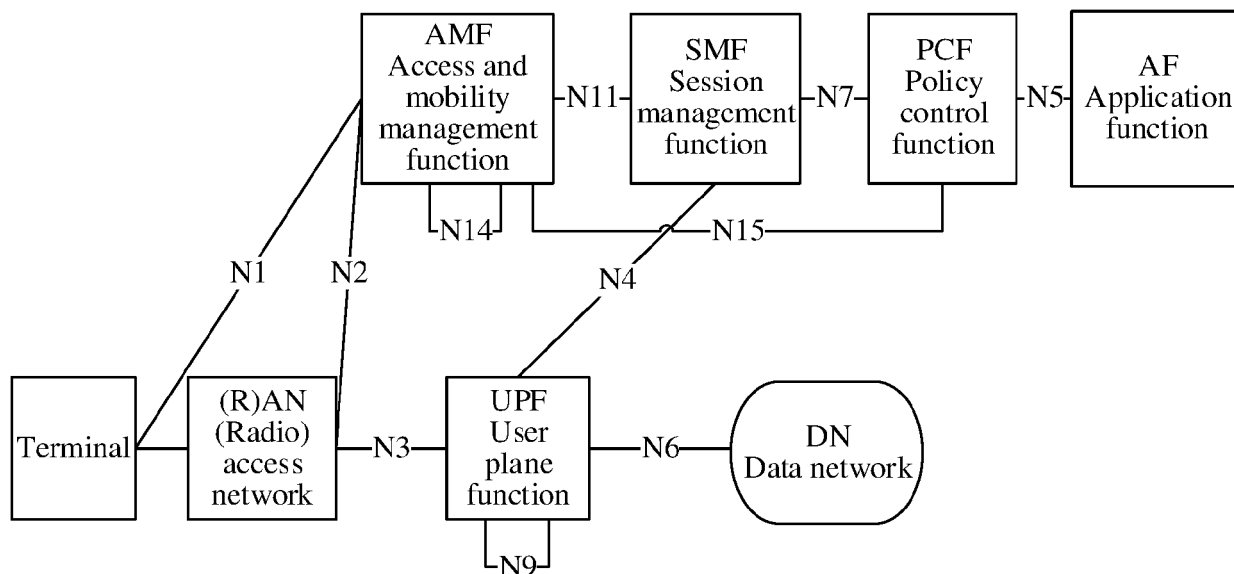 AMF
Access and
mobility
management
function
N11
SMF
Session
management
function
N7
PCF
Policy
control
function
N5
AF
Application
function
N14
N15
N1
N2
N4
Terminal
(R)AN
(Radio)
access
network
N3
UPF
User
plane
function
N6
DN
Data network
N9